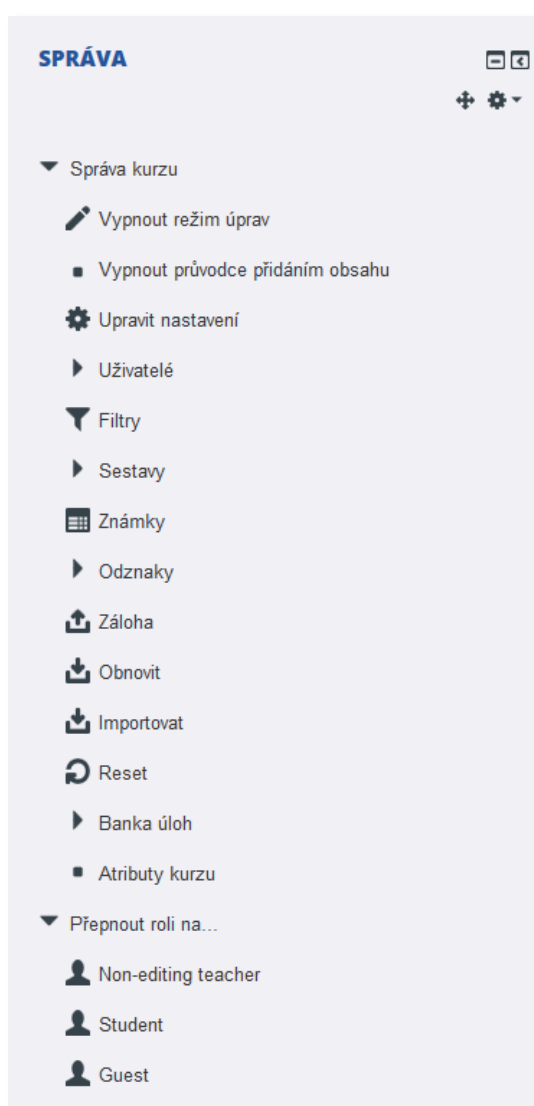 SPRÁVA
Správa kurzu
Vypnout režim úprav
Vypnout průvodce přidáním obsahu
Upravit nastavení
Uživatelé
Filtry
Sestavy
Známky
Odznaky
Záloha
Obnovit
Importovat
Reset
Banka úloh
Atributy kurzu
Přepnout roli na...
Non-editing teacher
Student
Guest